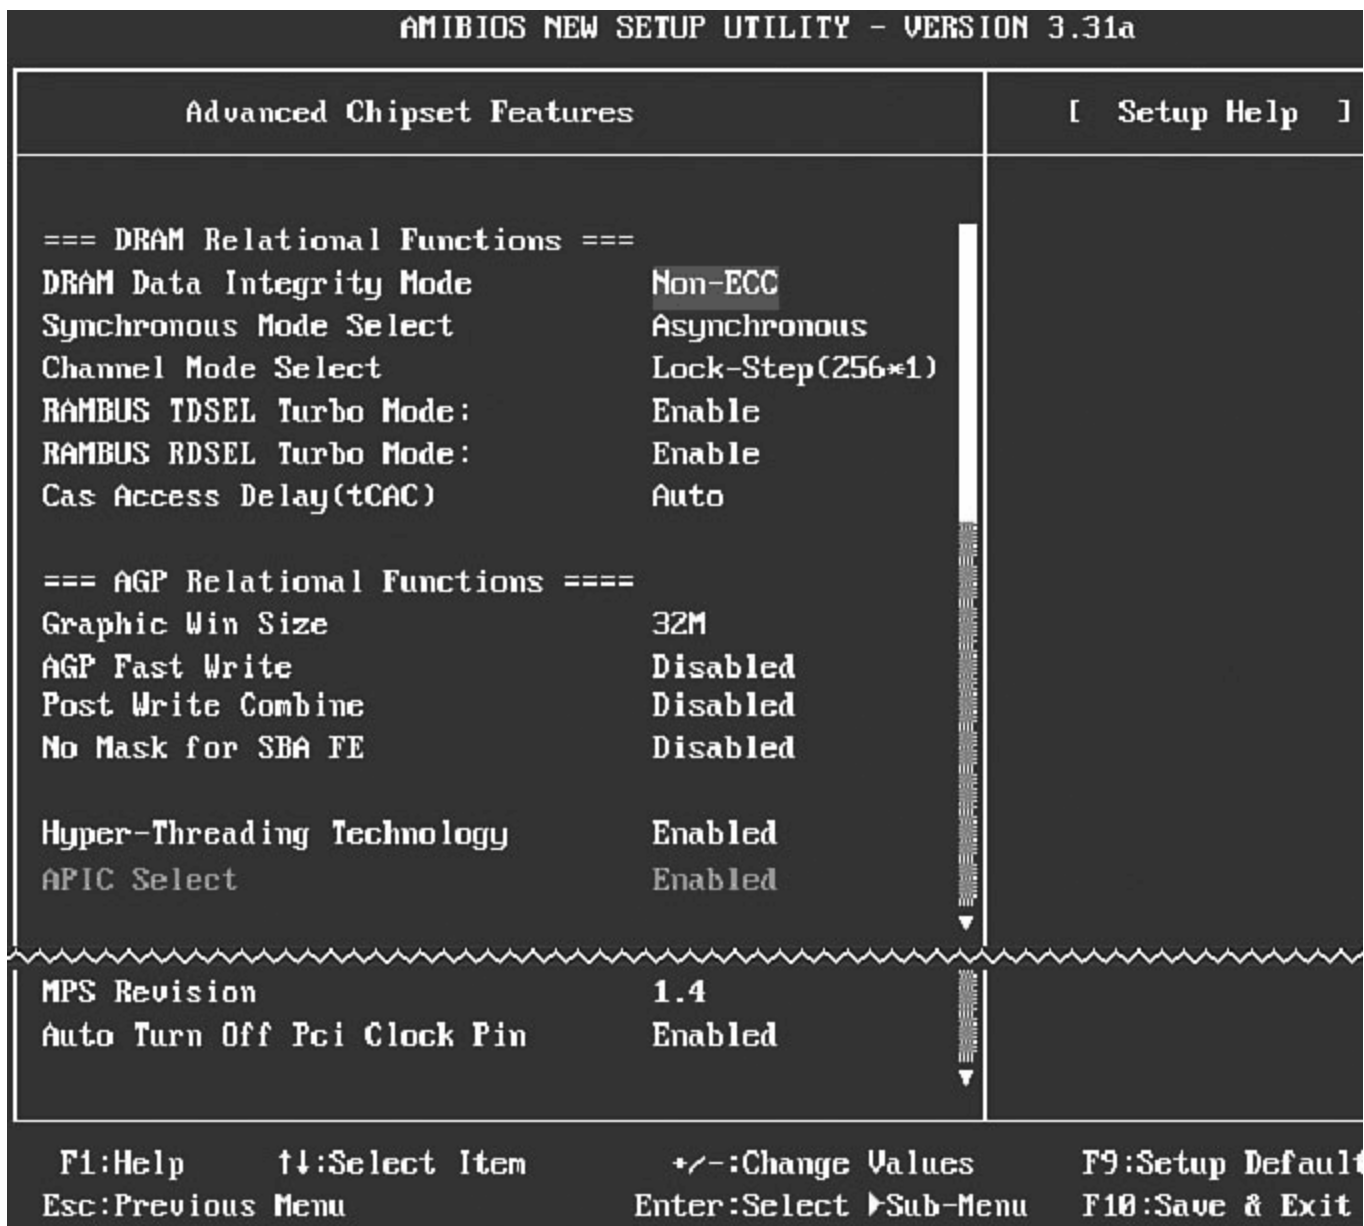 AMIBIOS NEW SETUP UTILITY - VERSION 3.31a
Advanced Chipset Features
[ Setup Help ]
=== DRAM Relational Functions ===
DRAM Data Integrity Mode Non-ECC
Synchronous Mode Select Asynchronous
Channel Mode Select Lock-Step(256*1)
RAMBUS TDSEL Turbo Mode: Enable
RAMBUS RDSEL Turbo Mode: Enable
Cas Access Delay(tCAC) Auto
=== AGP Relational Functions ====
Graphic Win Size 32M
AGP Fast Write Disabled
Post Write Combine Disabled
No Mask for SBA FE Disabled
Hyper-Threading Technology Enabled
APIC Select Enabled
MPS Revision 1.4
Auto Turn Off Pci Clock Pin Enabled
F1:Help ↑↓:Select Item +/-:Change Values F9:Setup Default
Esc:Previous Menu Enter:Select ▶Sub-Menu F10:Save & Exit